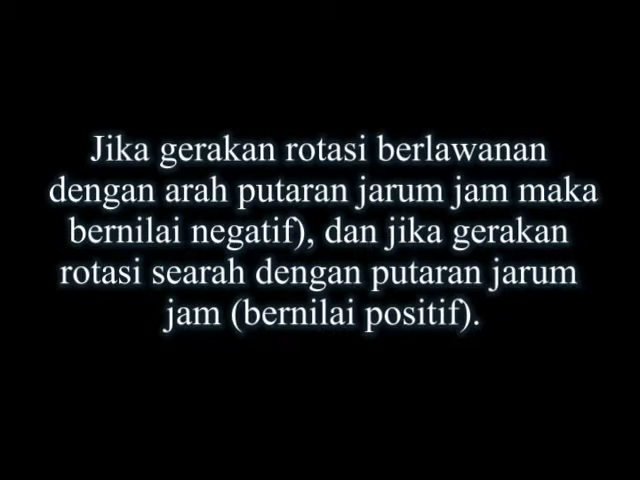 Jika gerakan rotasi berlawanan
dengan arah putaran jarum jam maka
bernilai negatif), dan jika gerakan
rotasi searah dengan putaran jarum
jam (bernilai positif).